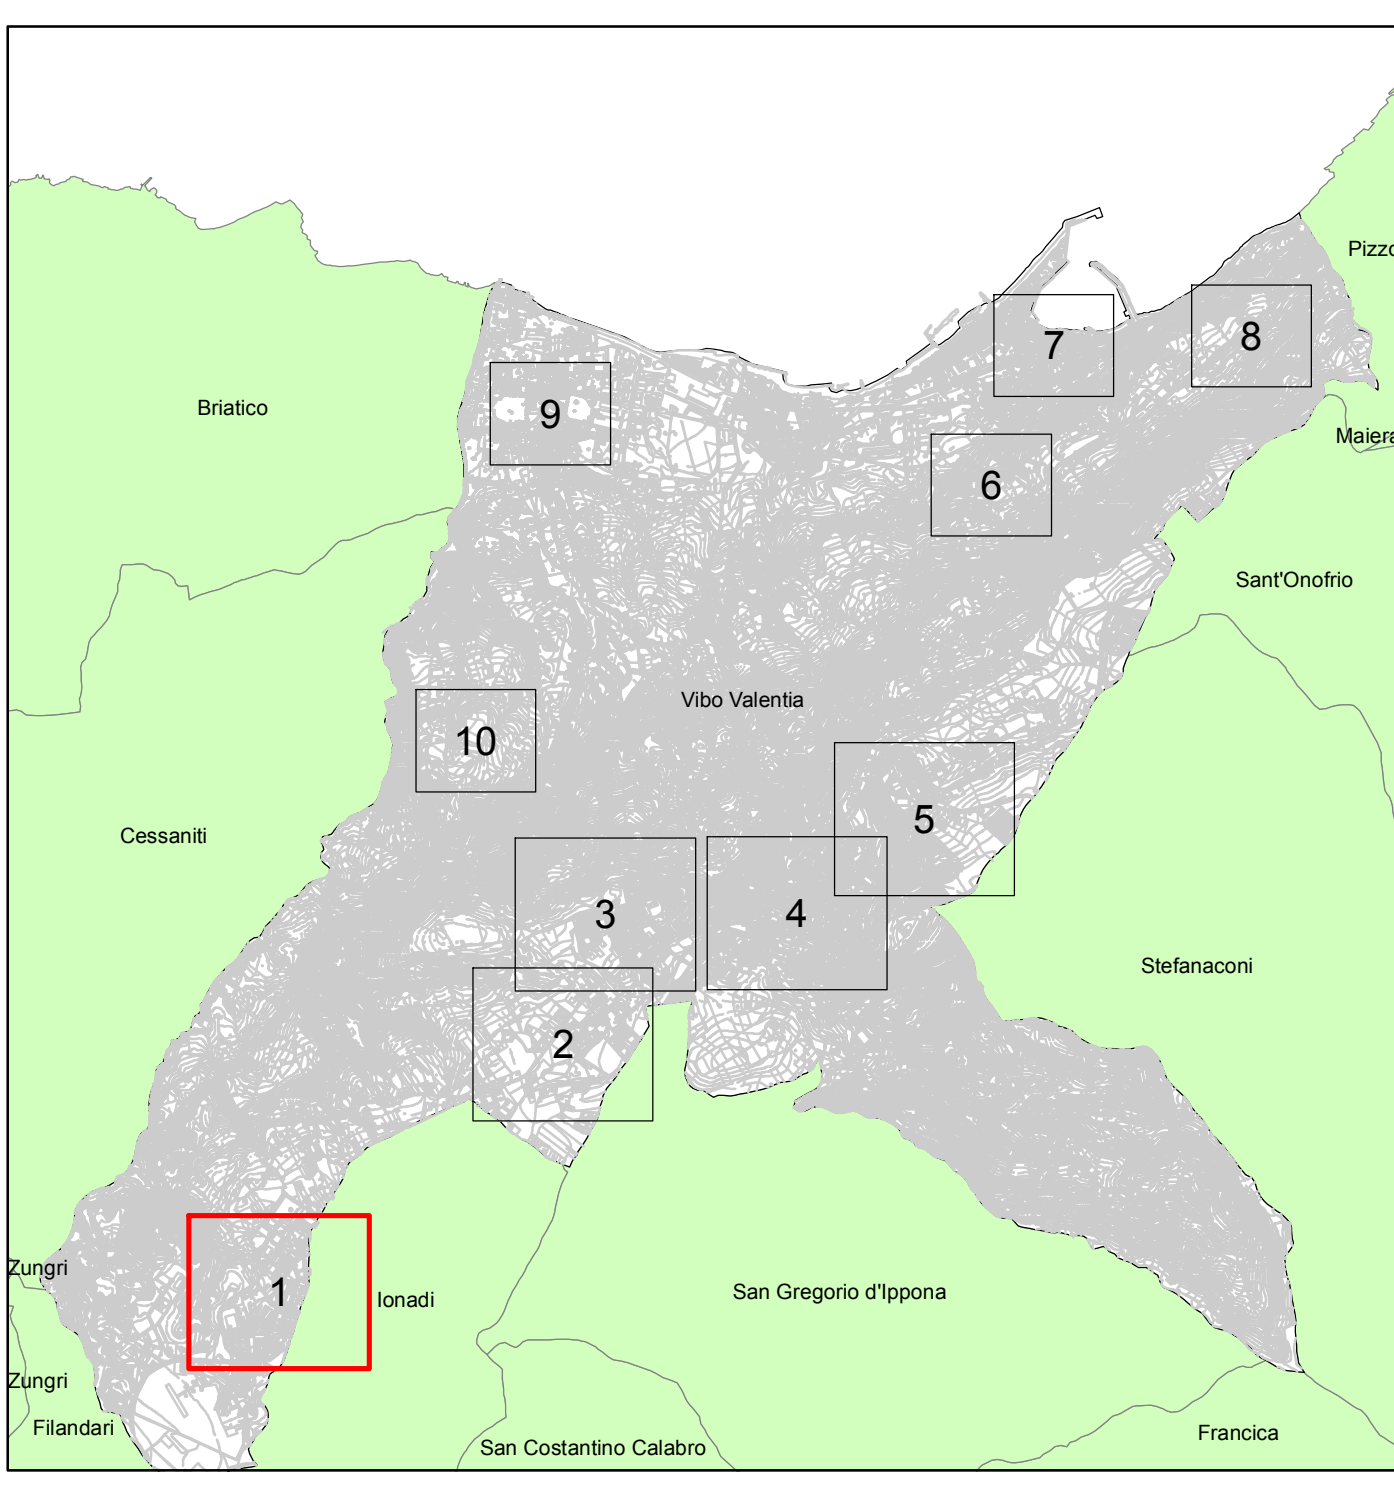 Pizzo
8
7
Briatico
9
Maiera
6
Sant'Onofrio
Vibo Valentia
10
5
Cessaniti
3
4
Stefanaconi
2
Zungri
1
Ionadi
San Gregorio d'Ippona
Zungri
Filandari
Francica
San Costantino Calabro